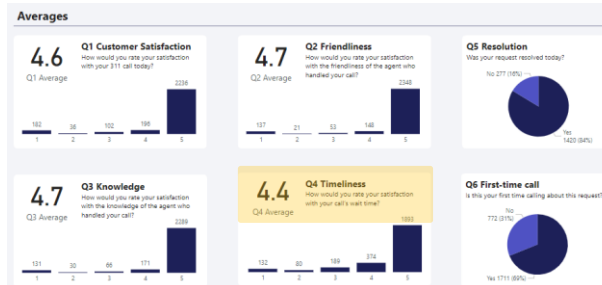 Averages
4.6
Q1 Average
Q1 Customer Satisfaction
How would you rate your satisfaction
with your 311 call today?
182
38
102
198
2236
1
2
3
4
5
4.7
Q2 Average
Q2 Friendliness
How would you rate your satisfaction
with the friendliness of the agent who
handled your call?
137
21
53
148
2348
1
2
3
4
5
Q5 Resolution
Was your request resolved today?
No 277 (16%)
Yes
1420 (84%)
4.7
Q3 Average
Q3 Knowledge
How would you rate your satisfaction
with the knowledge of the agent who
handled your call?
131
30
66
171
2289
1
2
3
4
5
4.4
Q4 Average
Q4 Timeliness
How would you rate your satisfaction
with your call's wait time?
132
80
189
374
1893
1
2
3
4
5
Q6 First-time call
Is this your first time calling about this request?
No
772 (31%)
Yes 1711 (69%)